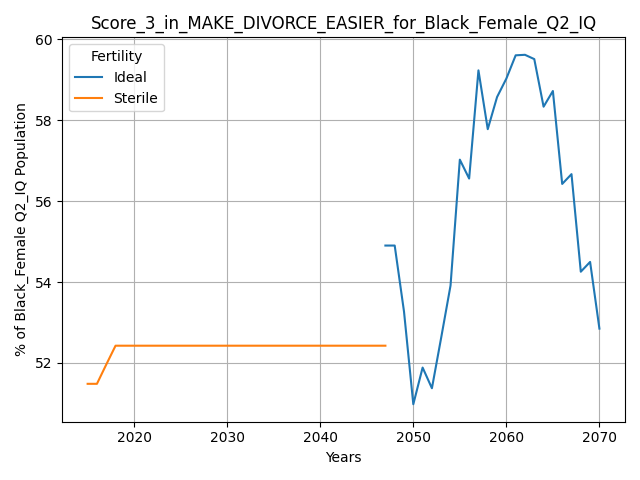 Score_3_in_MAKE_DIVORCE_EASIER_for_Black_Female_Q2_IQ
Fertility
Ideal
Sterile
% of Black_Female Q2_IQ Population
60
58
56
54
52
2020
2030
2040
2050
2060
2070
Years